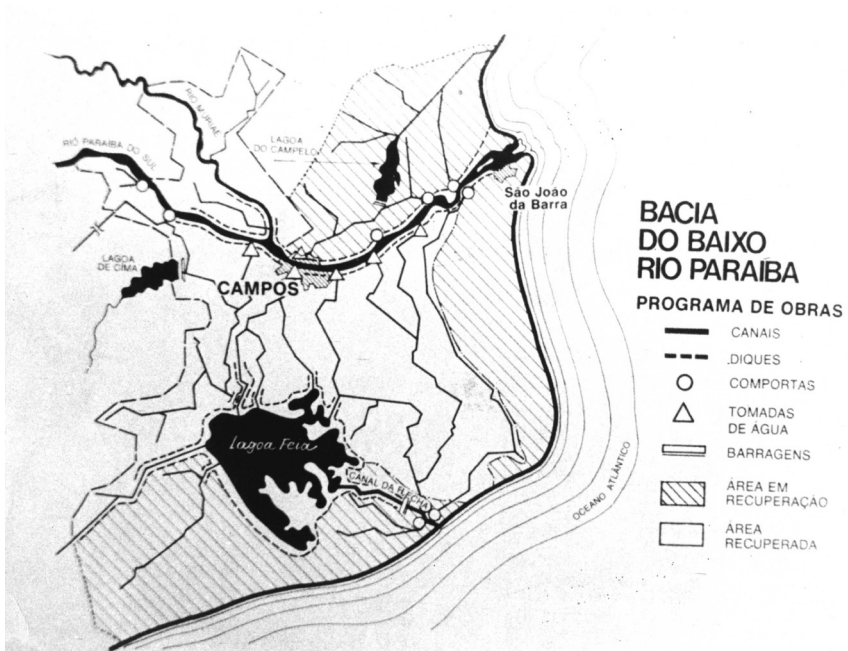 BACIA
DO BAIXO
RIO PARAÍBA
PROGRAMA DE OBRAS
CANAIS
DIQUES
COMPORTAS
TOMADAS
DE ÁGUA
BARRAGENS
ÁREA EM
RECUPERAÇÃO
ÁREA
RECUPERADA
RIO MURIAÉ
RIO PARAÍBA DO SUL
LAGOA
DO CAMPELO
São João
da Barra
LAGOA
DE CIMA
CAMPOS
Lagoa Feia
CANAL DA FLECHA
OCEANO ATLÂNTICO